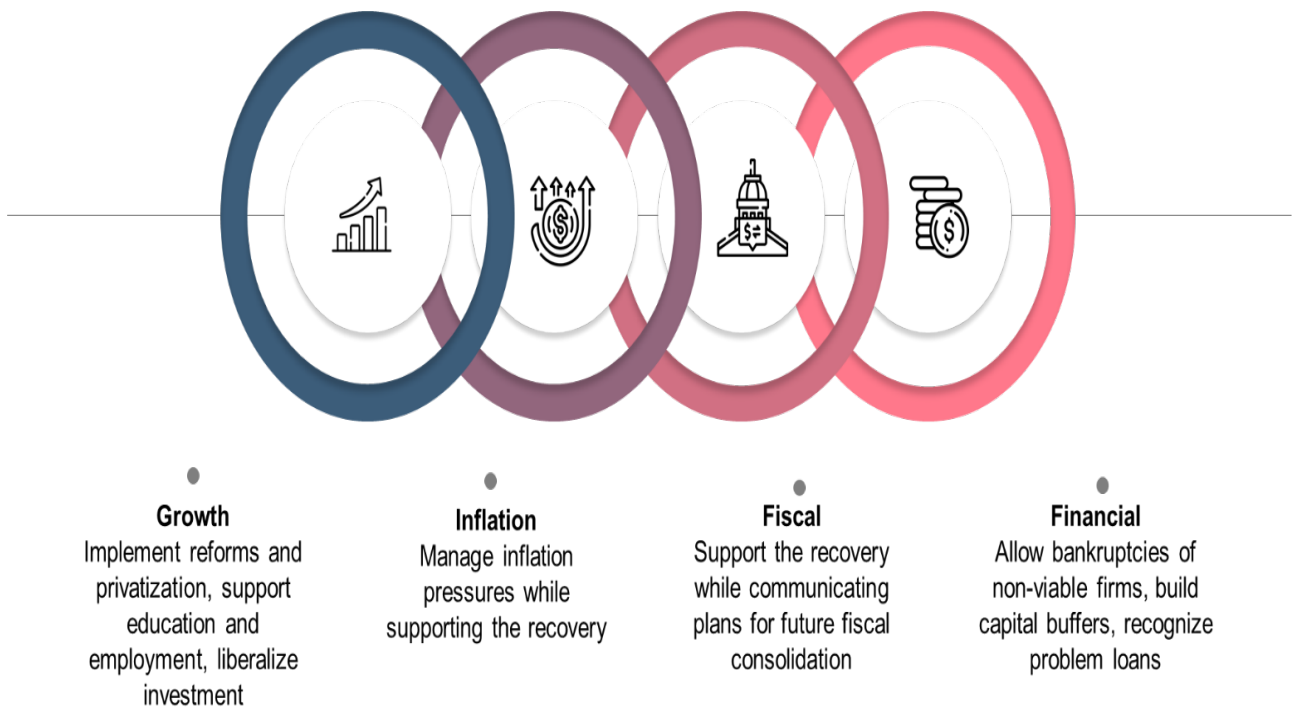 $
$
$
Growth
Implement reforms and
privatization, support
education and
employment, liberalize
investment
Inflation
Manage inflation
pressures while
supporting the recovery
Fiscal
Support the recovery
while communicating
plans for future fiscal
consolidation
Financial
Allow bankruptcies of
non-viable firms, build
capital buffers, recognize
problem loans